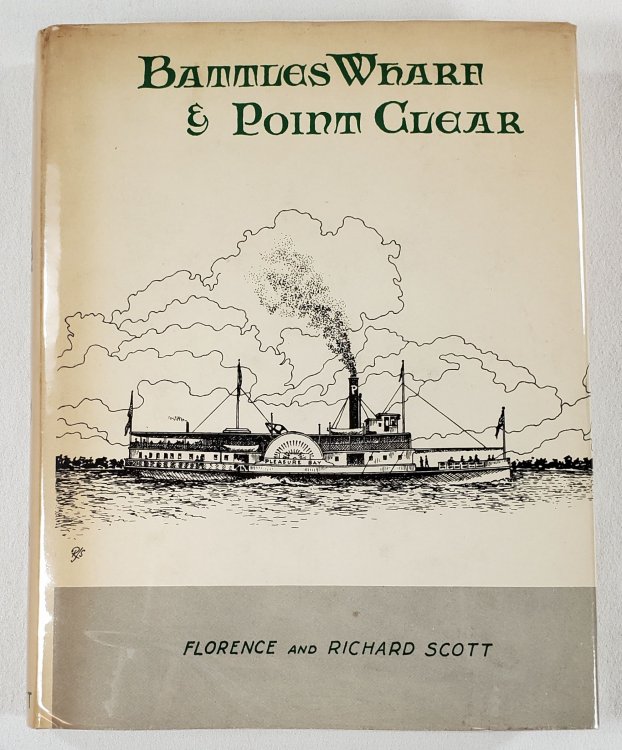 Battles Wharf
& Point Clear
P
PLEASURE BAY
FLORENCE AND RICHARD SCOTT